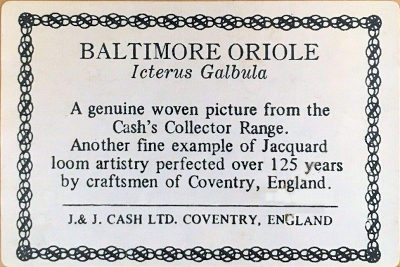 BALTIMORE ORIOLE
Icterus Galbula
A genuine woven picture from the
Cash's Collector Range.
Another fine example of Jacquard
loom artistry perfected over 125 years
by craftsmen of Coventry, England.
J.& J. CASH LTD. COVENTRY, ENGLAND